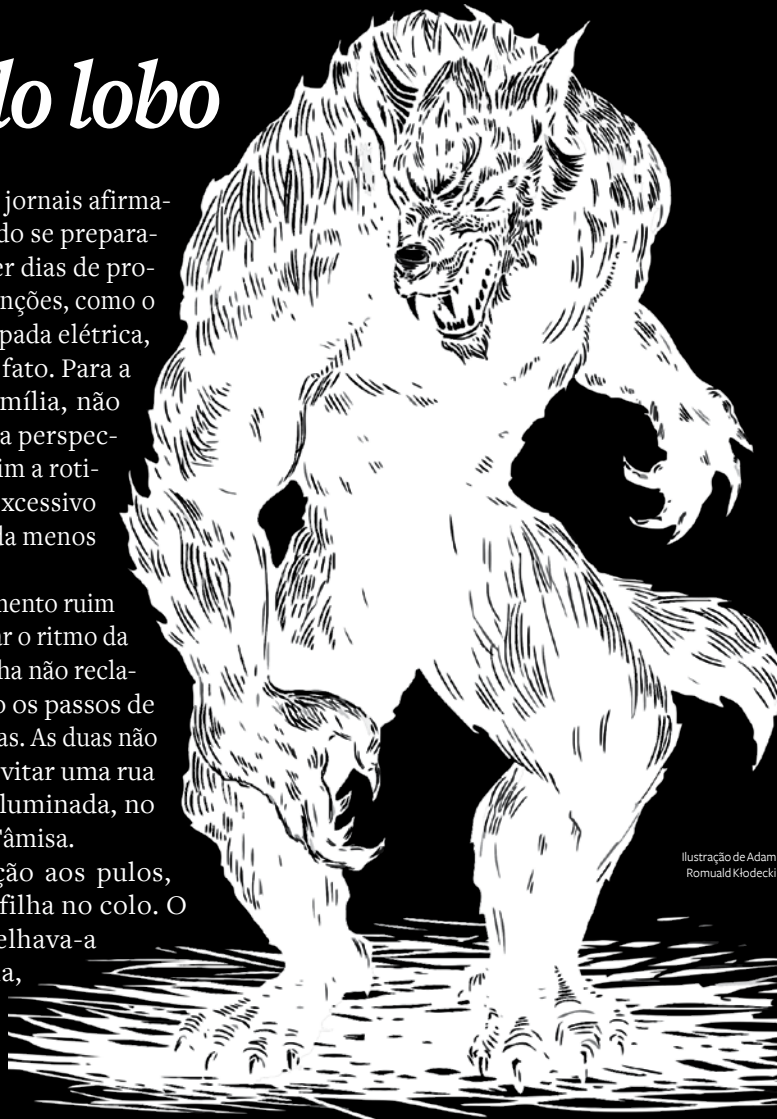 lo lobo
jornais afirma-
do se prepara-
er dias de pro-
nções, como o
pada elétrica,
fato. Para a
mília, não
a perspec-
im a roti-
xcessivo
da menos
mento ruim
ar o ritmo da
ha não recla-
o os passos de
as. As duas não
vitar uma rua
luminada, no
Tâmisa.
ção aos pulos,
filha no colo. O
elhava-a
a,
Ilustração de Adam
Romuald Kłodecki